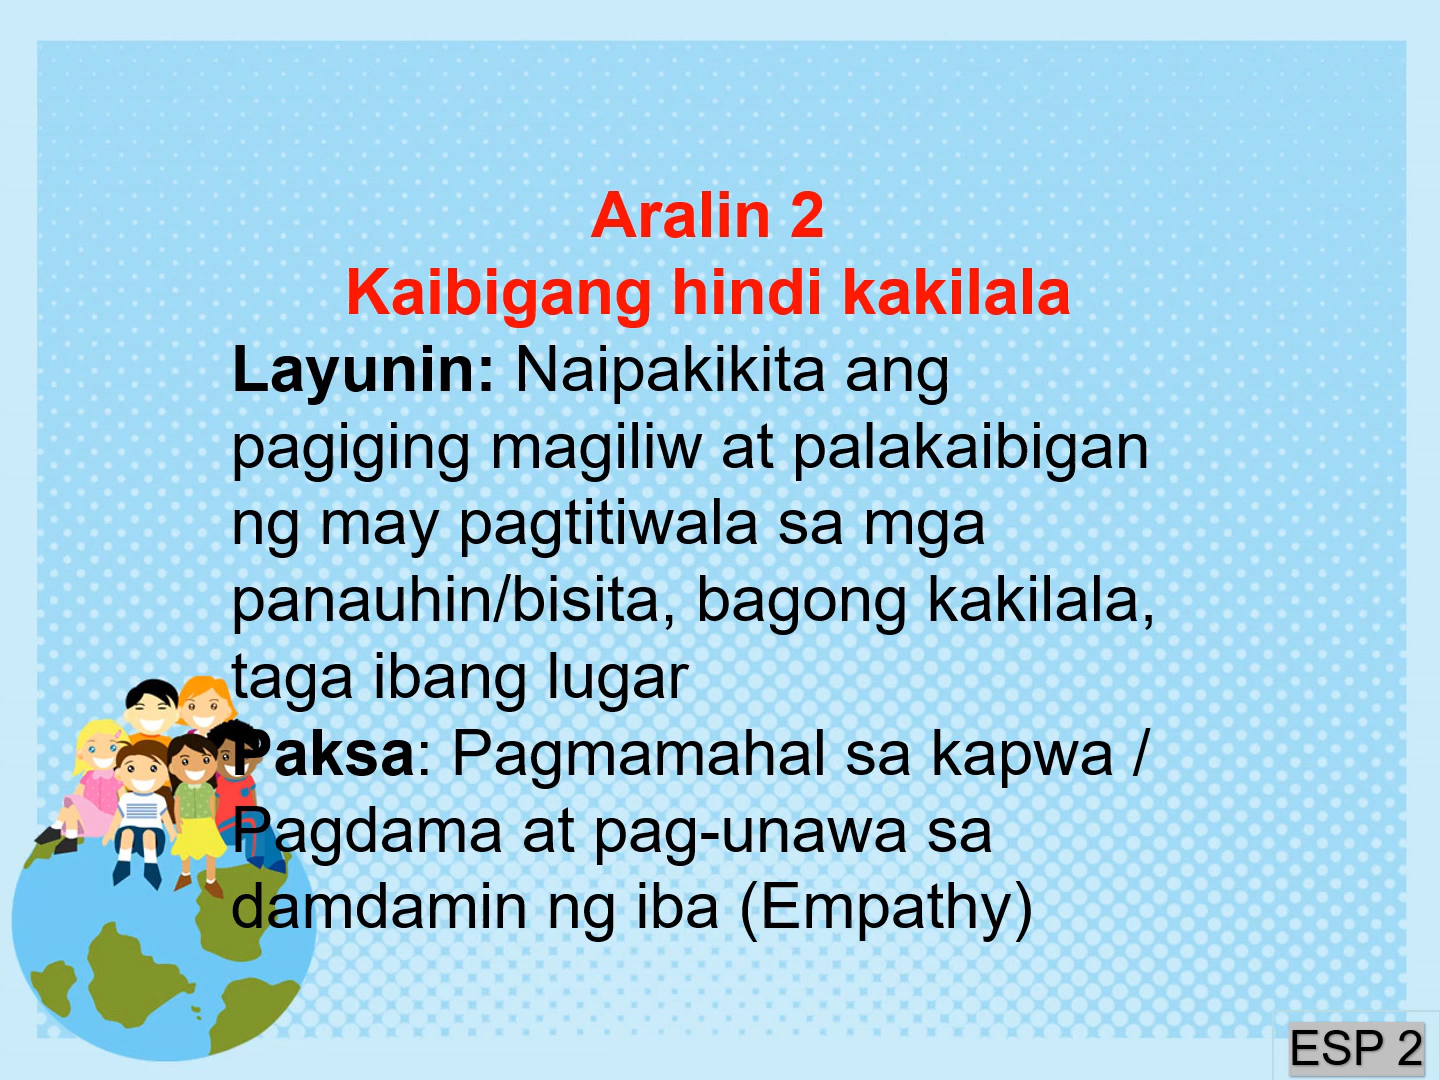 Aralin 2
Kaibigang hindi kakilala
Layunin: Naipakikita ang
pagiging magiliw at palakaibigan
ng may pagtitiwala sa mga
panauhin/bisita, bagong kakilala,
taga ibang lugar
Paksa: Pagmamahal sa kapwa /
Pagdama at pag-unawa sa
damdamin ng iba (Empathy)
ESP 2